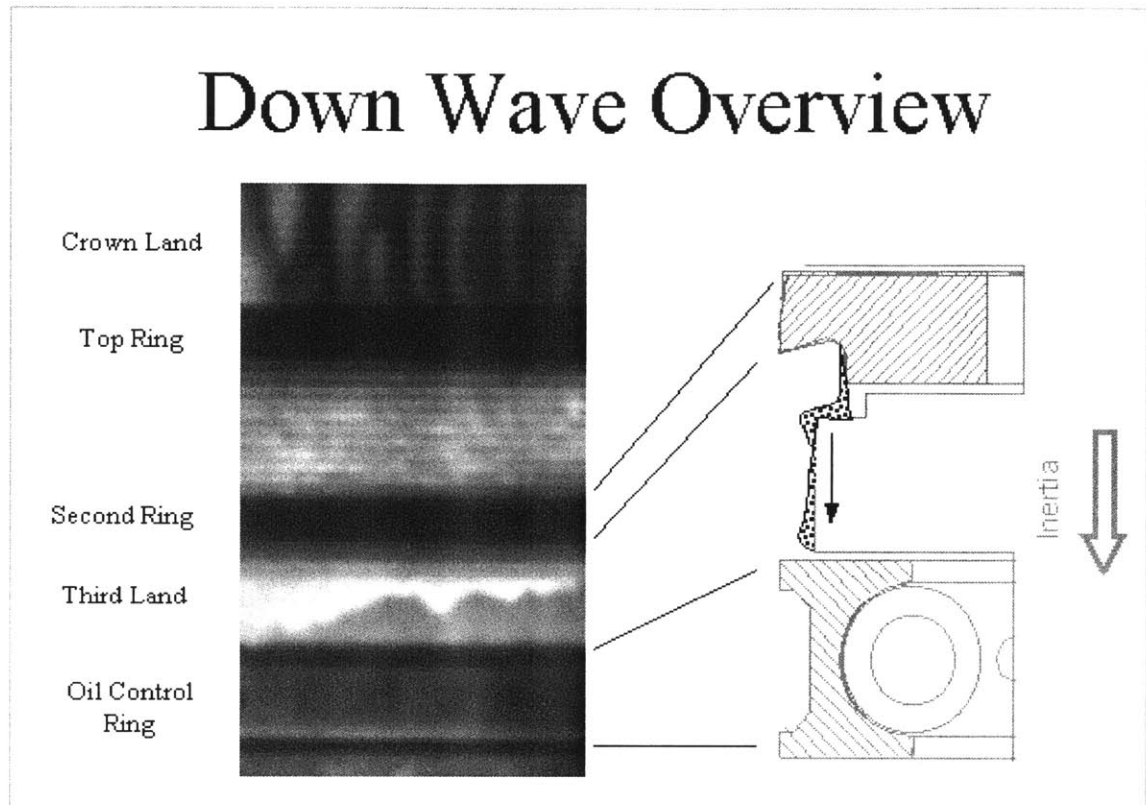 Down Wave Overview
Crown Land
Top Ring
Second Ring
Third Land
Oil Control
Ring
Inertia